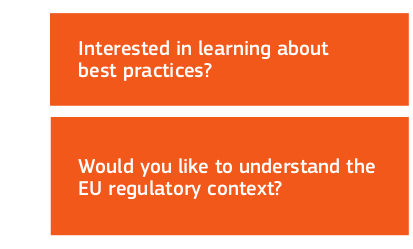 Interested in learning about
best practices?
Would you like to understand the
EU regulatory context?